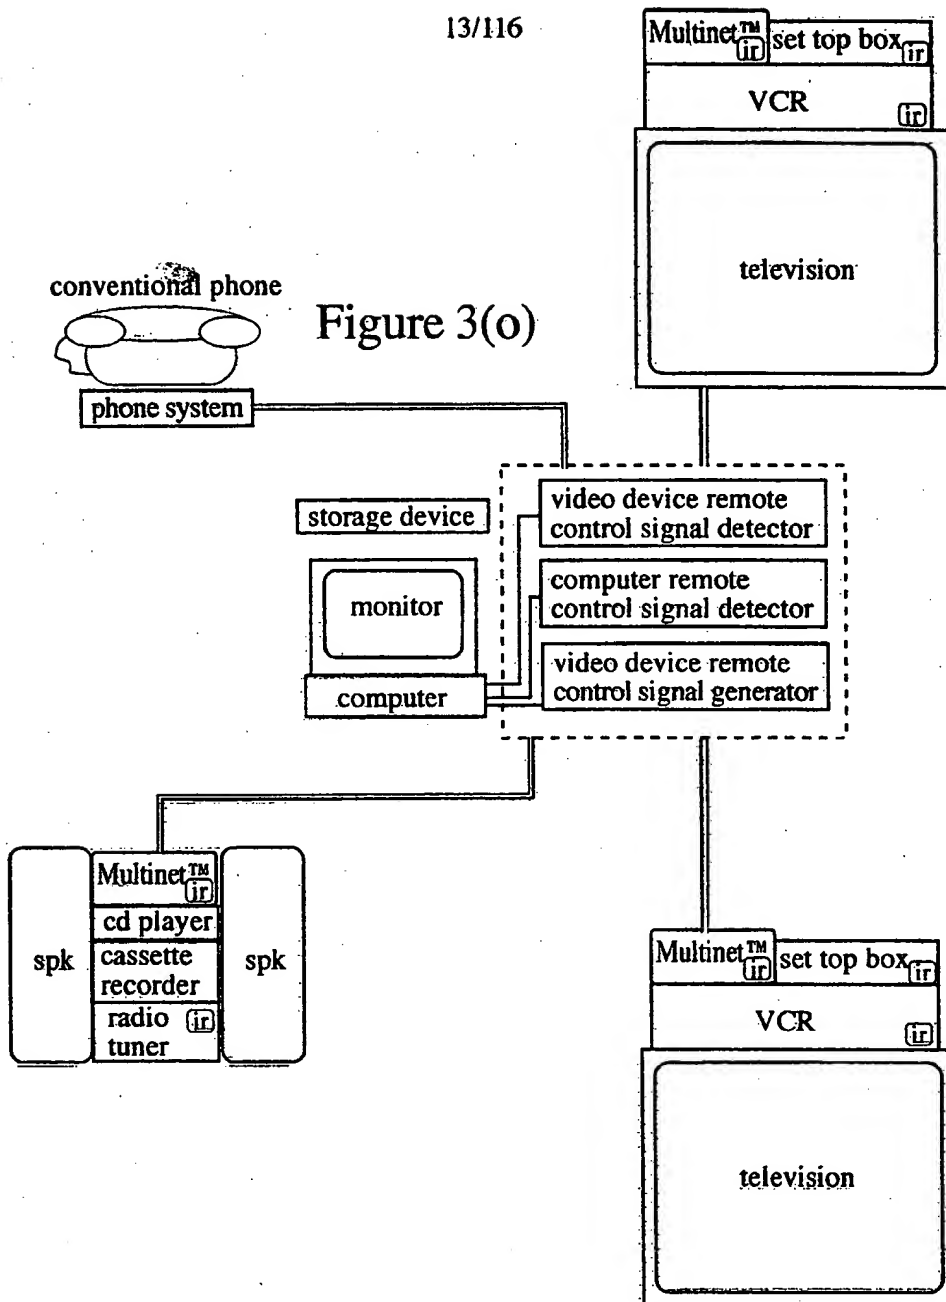 13/116
Multinet™ ir
set top box ir
VCR ir
television
conventional phone
Figure 3(o)
phone system
storage device
monitor
computer
video device remote
control signal detector
computer remote
control signal detector
video device remote
control signal generator
spk
Multinet™ ir
cd player
cassette
recorder
radio ir
tuner
spk
Multinet™ ir
set top box ir
VCR ir
television